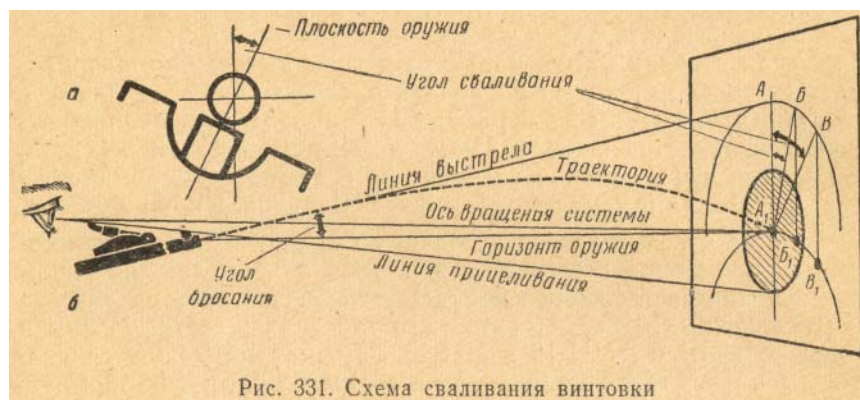 Плоскость оружия
а
Угол сваливания
А
Б
В
Линия выстрела
Траектория
А₁
Ось вращения системы
Горизонт оружия
Б₁
В₁
Угол
бросания
Линия прицеливания
в
Рис. 331. Схема сваливания винтовки